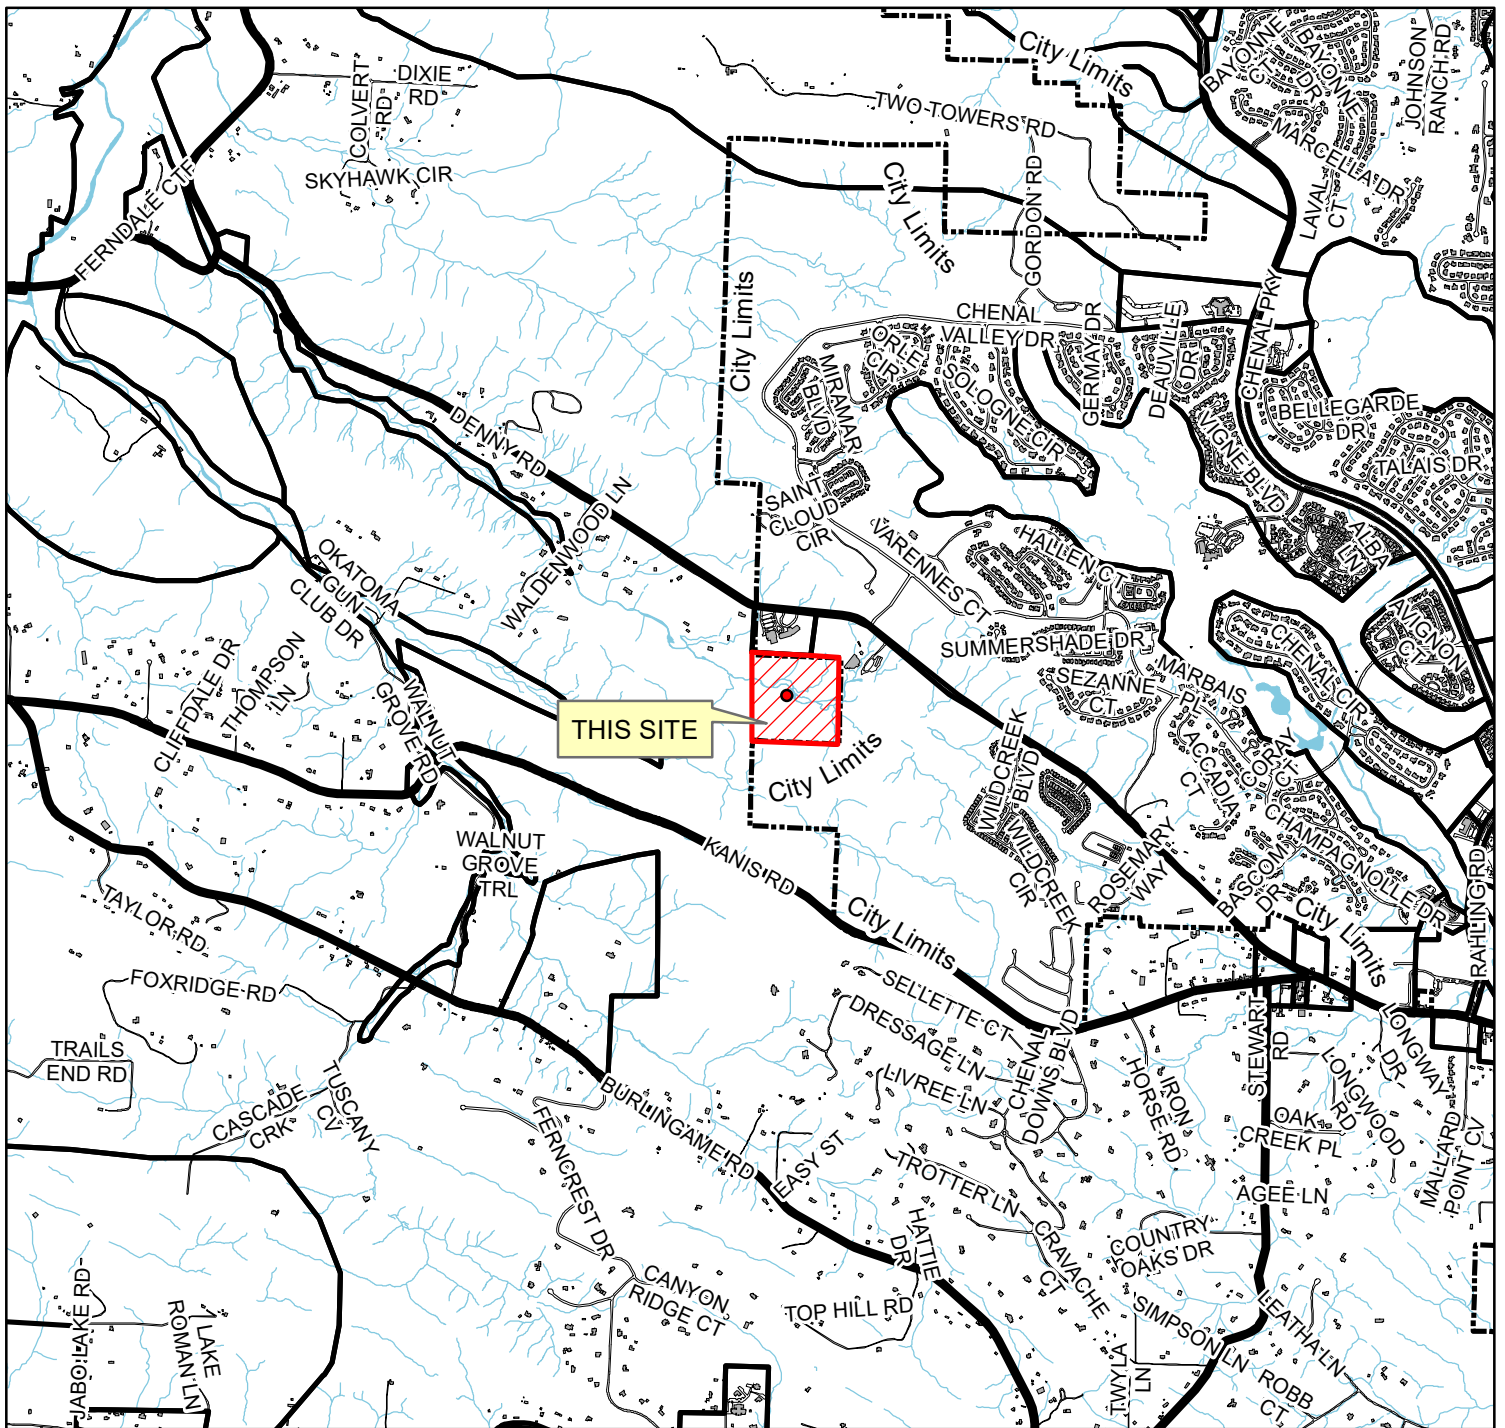 City Limits
BAYONNE
CT
BAYONNE
DR
JOHNSON
RANCH RD
DIXIE
RD
COLVERT
RD
TWO TOWERS RD
MARCELLA DR
SKYHAWK CIR
City Limits
GORDON RD
LAVAL
CT
FERNDALE CTF
City Limits
CHENAL
VALLEY DR
CHENAL PKY
ORLE
CIR
GERMAY DR
DEAUVILLE
DR
MIRAMAR
BLVD
SOLOGNE CIR
BELLEGARDE
DR
DENNY RD
VIGNE BLVD
TALAIS DR
SAINT
CLOUD
CIR
WALDENWOOD LN
VARENNES CT
HALLEN CT
ALBA
LN
OKATOMA
GUN
CLUB DR
AVIGNON
CT
CHENAL CIR
SUMMERSHADE DR
CLIFFDALE DR
THOMPSON
LN
SEZANNE
CT
MARBAIS
PL
WALNUT
GROVE RD
THIS SITE
City Limits
WILDCREEK
BLVD
ACCADIA
CT
CORAY
CT
WALNUT
GROVE
TRL
WILDCREEK
CIR
KANIS RD
CHAMPAGNOLLE DR
ROSEMARY
WAY
BASCOM
DR
RAHLING RD
TAYLOR RD
City Limits
City Limits
FOXRIDGE RD
SELLETTE CT
DRESSAGE LN
STEWART
RD
LONGWAY
DR
TRAILS
END RD
LIVREE LN
CHENAL
DOWNS BLVD
IRON
HORSE RD
LONGWOOD
RD
CASCADE
CRK
TUSCANY
CV
BURLINGAME RD
FERNCREST DR
OAK
CREEK PL
MALLARD
POINT CV
EASY ST
TROTTER LN
AGEE LN
HATTIE
DR
CRAVACHE
CT
COUNTRY
OAKS DR
CANYON
RIDGE CT
JABO LAKE RD
LAKE
ROMAN LN
TOP HILL RD
SIMPSON LN
LEATHA LN
TWYLA
LN
ROBB
CT